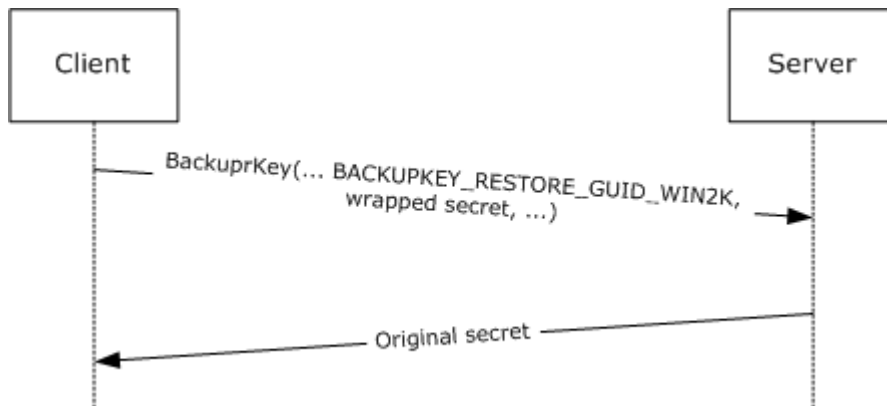 Client
Server
BackuprKey(... BACKUPKEY_RESTORE_GUID_WIN2K,
wrapped secret, ...)
Original secret